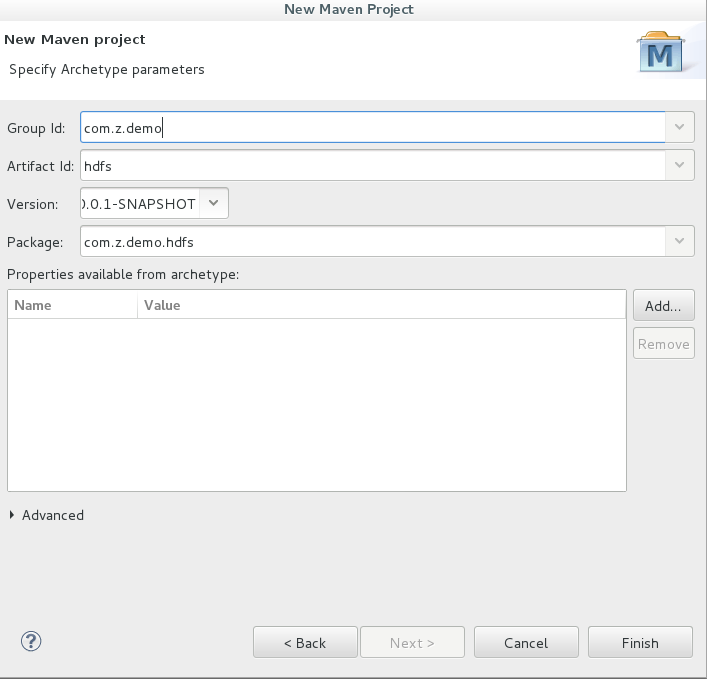 New Maven Project
New Maven project
Specify Archetype parameters
M
Group Id: com.z.demo
Artifact Id: hdfs
Version: 0.0.1-SNAPSHOT
Package: com.z.demo.hdfs
Properties available from archetype:
Name Value
Add...
Remove
Advanced
? < Back Next > Cancel Finish